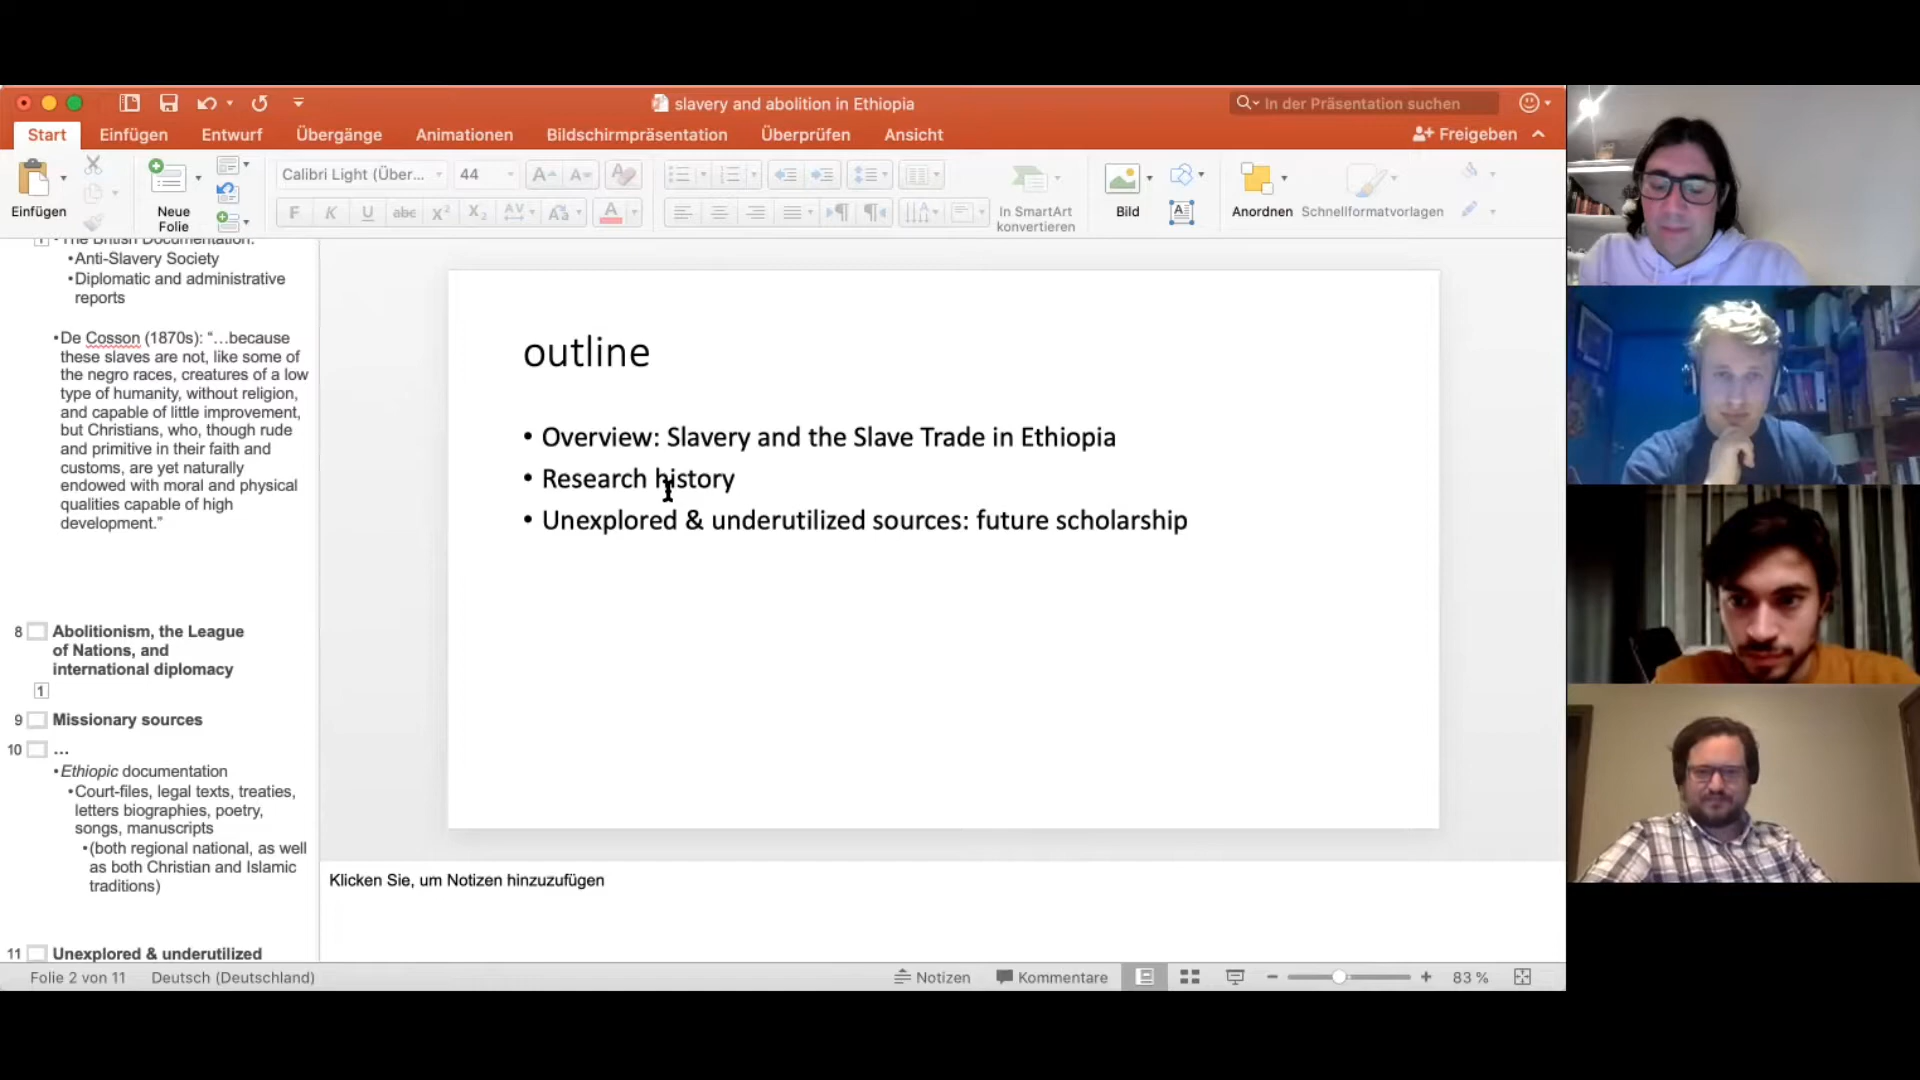 slavery and abolition in Ethiopia
In der Präsentation suchen
Start
Einfügen
Entwurf
Übergänge
Animationen
Bildschirmpräsentation
Überprüfen
Ansicht
Freigeben
Einfügen
Neue
Folie
Calibri Light (Über...
44
In SmartArt
konvertieren
Bild
Anordnen
Schnellformatvorlagen
•The British Documentation:
•Anti-Slavery Society
•Diplomatic and administrative
reports
•De Cosson (1870s): “…because
these slaves are not, like some of
the negro races, creatures of a low
type of humanity, without religion,
and capable of little improvement,
but Christians, who, though rude
and primitive in their faith and
customs, are yet naturally
endowed with moral and physical
qualities capable of high
development.”
8 Abolitionism, the League
of Nations, and
international diplomacy
1
9 Missionary sources
10 …
•Ethiopic documentation
•Court-files, legal texts, treaties,
letters biographies, poetry,
songs, manuscripts
•(both regional national, as well
as both Christian and Islamic
traditions)
11 Unexplored & underutilized
outline
• Overview: Slavery and the Slave Trade in Ethiopia
• Research history
• Unexplored & underutilized sources: future scholarship
Klicken Sie, um Notizen hinzuzufügen
Folie 2 von 11
Deutsch (Deutschland)
Notizen
Kommentare
83 %